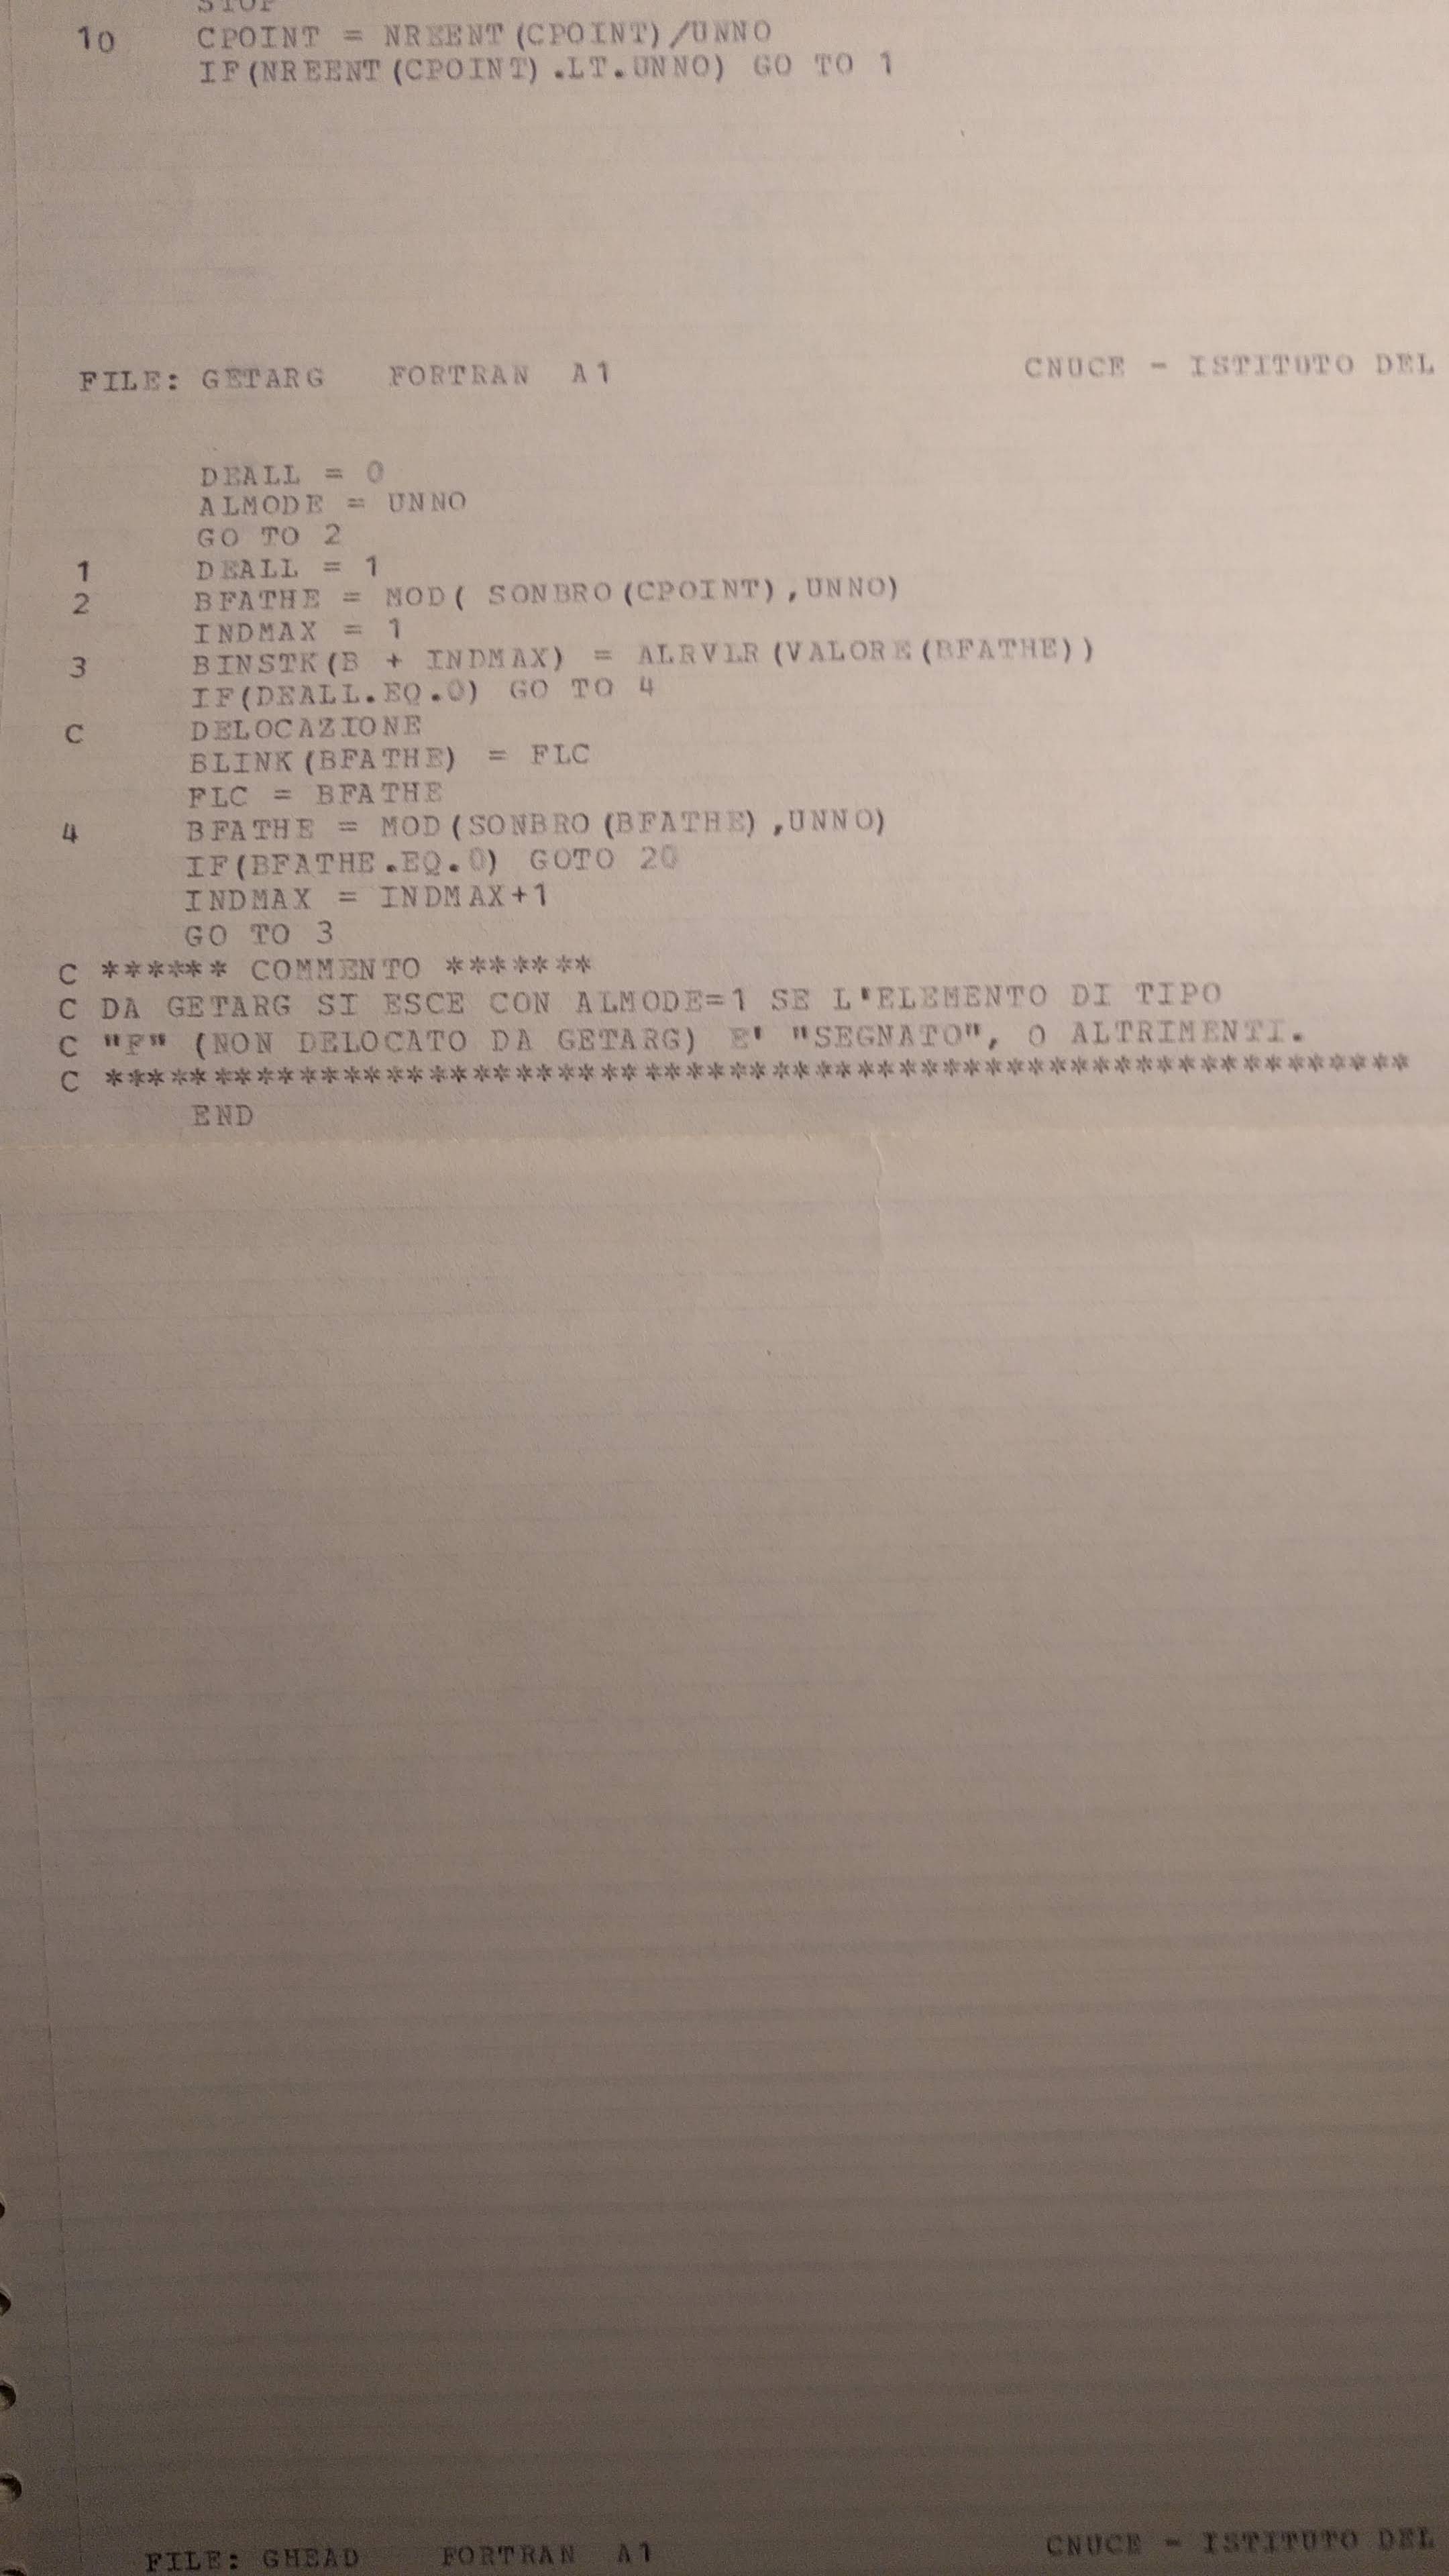 STOP
10 CPOINT = NREENT(CPOINT)/UNNO
IF(NREENT(CPOINT).LT.UNNO) GO TO 1
FILE: GETARG FORTRAN A1 CNUCE - ISTITUTO DEL
DEALL = 0
ALMODE = UNNO
GO TO 2
1 DEALL = 1
2 BFATHE = MOD( SONBRO(CPOINT),UNNO)
INDMAX = 1
3 BINSTK(B + INDMAX) = ALRVLR(VALORE(BFATHE))
IF(DEALL.EQ.0) GO TO 4
C DELOCAZIONE
BLINK(BFATHE) = FLC
FLC = BFATHE
4 BFATHE = MOD(SONBRO(BFATHE),UNNO)
IF(BFATHE.EQ.0) GOTO 20
INDMAX = INDMAX+1
GO TO 3
C ****** COMMENTO *******
C DA GETARG SI ESCE CON ALMODE=1 SE L'ELEMENTO DI TIPO
C "F" (NON DELOCATO DA GETARG) E' "SEGNATO", O ALTRIMENTI.
C *************************************************************
END
FILE: GHEAD FORTRAN A1 CNUCE - ISTITUTO DEL